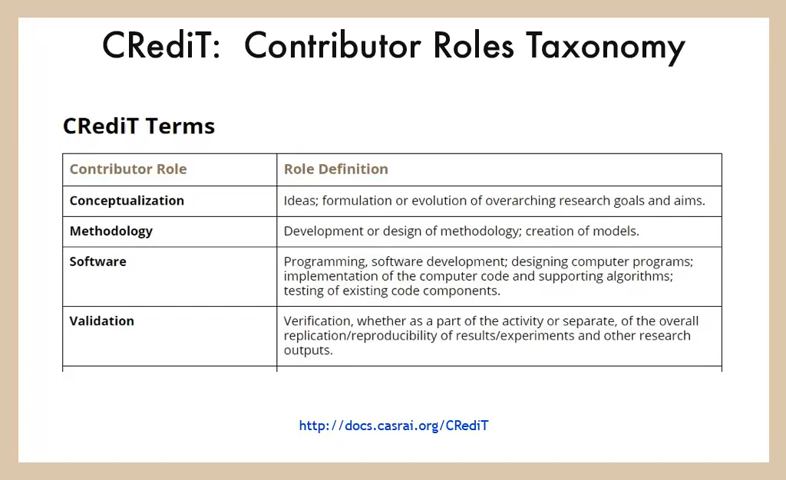 CRediT: Contributor Roles Taxonomy
CRediT Terms
Contributor Role
Role Definition
Conceptualization
Ideas; formulation or evolution of overarching research goals and aims.
Methodology
Development or design of methodology; creation of models.
Software
Programming, software development; designing computer programs;
implementation of the computer code and supporting algorithms;
testing of existing code components.
Validation
Verification, whether as a part of the activity or separate, of the overall
replication/reproducibility of results/experiments and other research
outputs.
http://docs.casrai.org/CRediT